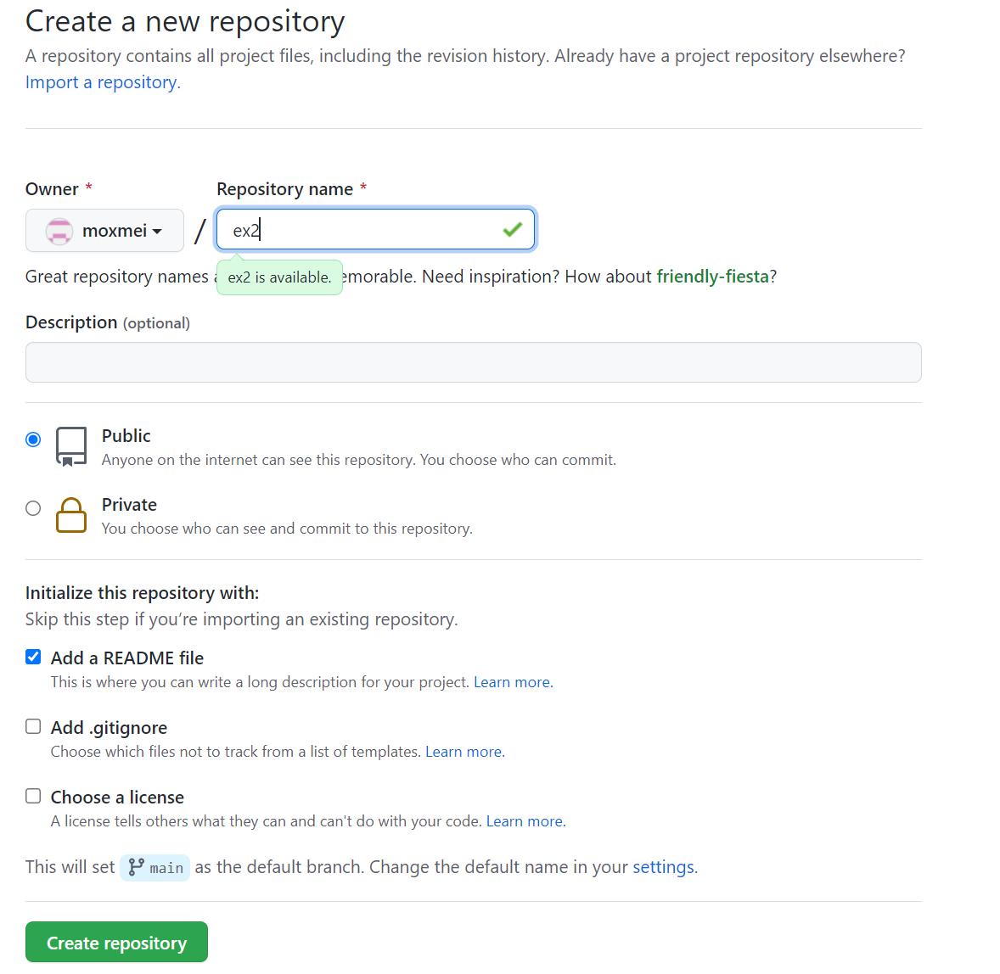 Create a new repository
A repository contains all project files, including the revision history. Already have a project repository elsewhere?
Import a repository.
Owner * Repository name *
moxmei / ex2
Great repository names emorable. Need inspiration? How about friendly-fiesta?
ex2 is available.
Description (optional)
Public
Anyone on the internet can see this repository. You choose who can commit.
Private
You choose who can see and commit to this repository.
Initialize this repository with:
Skip this step if you’re importing an existing repository.
Add a README file
This is where you can write a long description for your project. Learn more.
Add .gitignore
Choose which files not to track from a list of templates. Learn more.
Choose a license
A license tells others what they can and can't do with your code. Learn more.
This will set main as the default branch. Change the default name in your settings.
Create repository